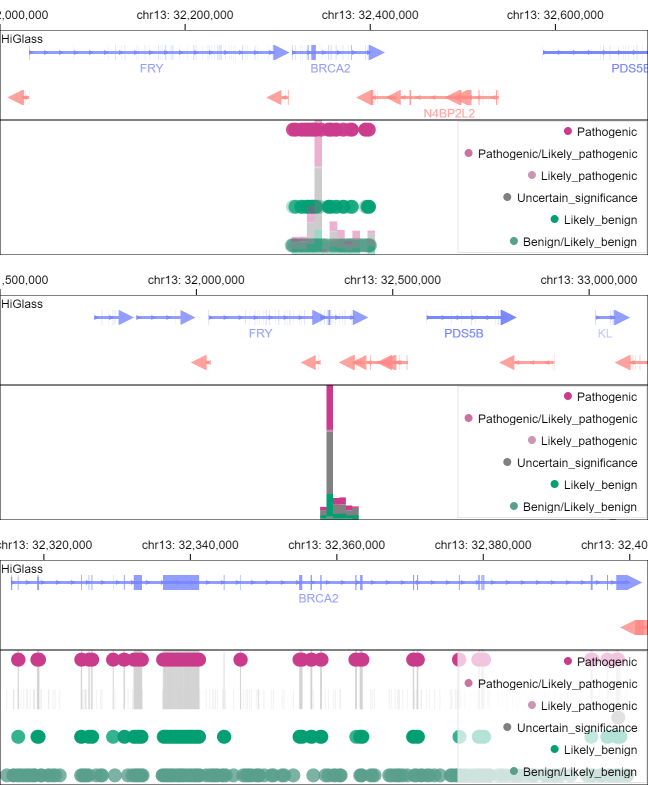 2,000,000 chr13: 32,200,000 chr13: 32,400,000 chr13: 32,600,000
HiGlass
FRY BRCA2 PDS5B
N4BP2L2
Pathogenic
Pathogenic/Likely_pathogenic
Likely_pathogenic
Uncertain_significance
Likely_benign
Benign/Likely_benign
,500,000 chr13: 32,000,000 chr13: 32,500,000 chr13: 33,000,000
HiGlass
FRY PDS5B KL
Pathogenic
Pathogenic/Likely_pathogenic
Likely_pathogenic
Uncertain_significance
Likely_benign
Benign/Likely_benign
chr13: 32,320,000 chr13: 32,340,000 chr13: 32,360,000 chr13: 32,380,000 chr13: 32,40
HiGlass
BRCA2
Pathogenic
Pathogenic/Likely_pathogenic
Likely_pathogenic
Uncertain_significance
Likely_benign
Benign/Likely_benign